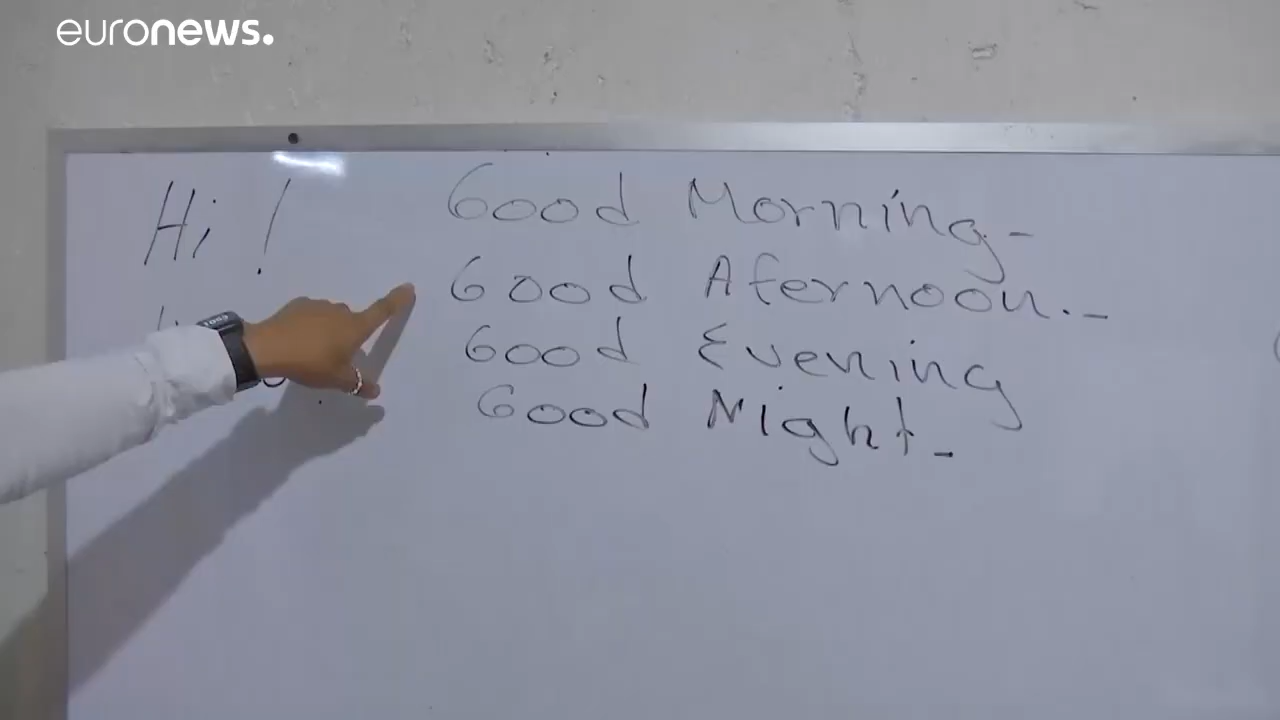 euronews.
Hi !
Good Morning-
Good Afernoon.-
Good Evening
Good Night-